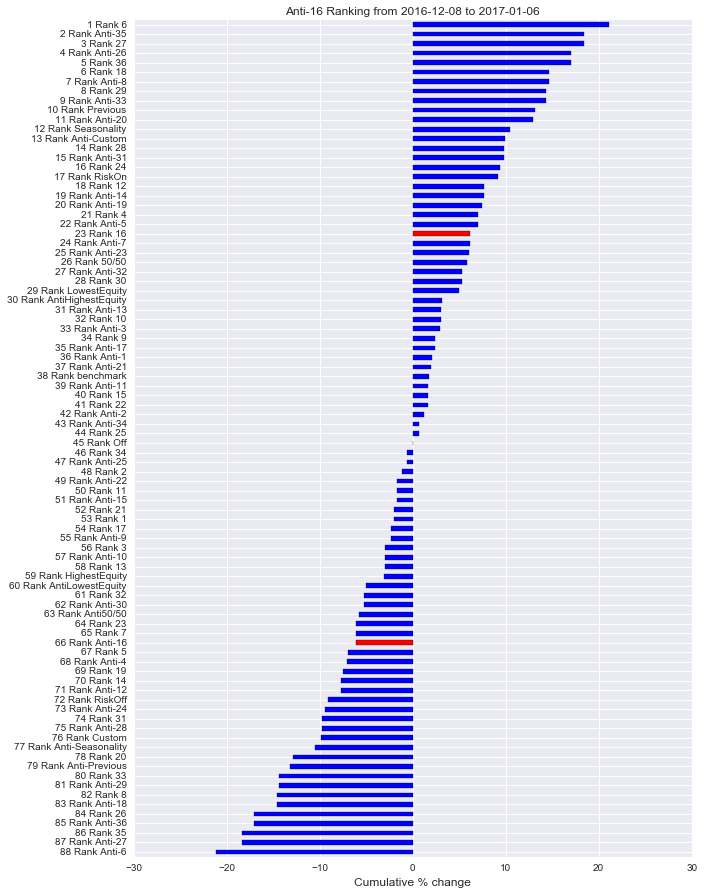 Anti-16 Ranking from 2016-12-08 to 2017-01-06
1 Rank 6
2 Rank Anti-35
3 Rank 27
4 Rank Anti-26
5 Rank 36
6 Rank 18
7 Rank Anti-8
8 Rank 29
9 Rank Anti-33
10 Rank Previous
11 Rank Anti-20
12 Rank Seasonality
13 Rank Anti-Custom
14 Rank 28
15 Rank Anti-31
16 Rank 24
17 Rank RiskOn
18 Rank 12
19 Rank Anti-14
20 Rank Anti-19
21 Rank 4
22 Rank Anti-5
23 Rank 16
24 Rank Anti-7
25 Rank Anti-23
26 Rank 50/50
27 Rank Anti-32
28 Rank 30
29 Rank LowestEquity
30 Rank AntiHighestEquity
31 Rank Anti-13
32 Rank 10
33 Rank Anti-3
34 Rank 9
35 Rank Anti-17
36 Rank Anti-1
37 Rank Anti-21
38 Rank benchmark
39 Rank Anti-11
40 Rank 15
41 Rank 22
42 Rank Anti-2
43 Rank Anti-34
44 Rank 25
45 Rank Off
46 Rank 34
47 Rank Anti-25
48 Rank 2
49 Rank Anti-22
50 Rank 11
51 Rank Anti-15
52 Rank 21
53 Rank 1
54 Rank 17
55 Rank Anti-9
56 Rank 3
57 Rank Anti-10
58 Rank 13
59 Rank HighestEquity
60 Rank AntiLowestEquity
61 Rank 32
62 Rank Anti-30
63 Rank Anti50/50
64 Rank 23
65 Rank 7
66 Rank Anti-16
67 Rank 5
68 Rank Anti-4
69 Rank 19
70 Rank 14
71 Rank Anti-12
72 Rank RiskOff
73 Rank Anti-24
74 Rank 31
75 Rank Anti-28
76 Rank Custom
77 Rank Anti-Seasonality
78 Rank 20
79 Rank Anti-Previous
80 Rank 33
81 Rank Anti-29
82 Rank 8
83 Rank Anti-18
84 Rank 26
85 Rank Anti-36
86 Rank 35
87 Rank Anti-27
88 Rank Anti-6
−30 −20 −10 0 10 20 30
Cumulative % change